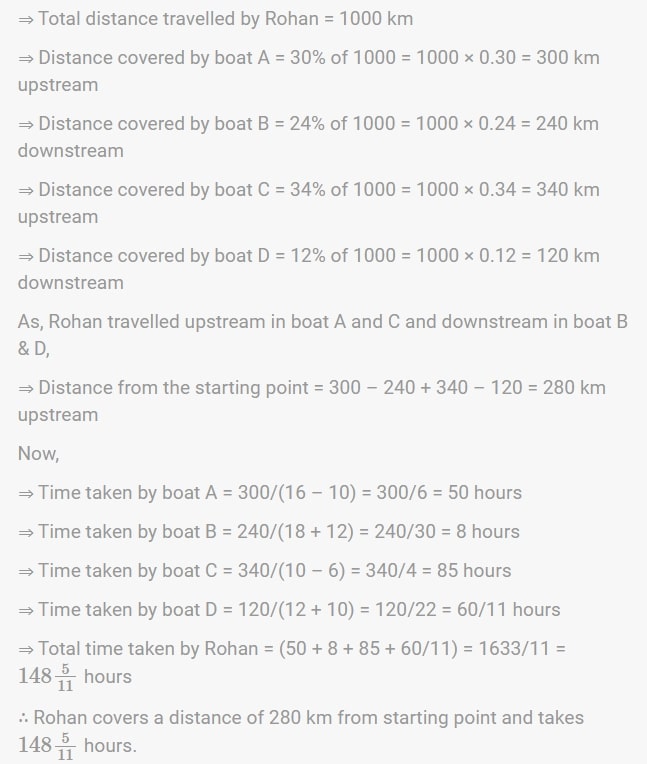 ⇒ Total distance travelled by Rohan = 1000 km
⇒ Distance covered by boat A = 30% of 1000 = 1000 × 0.30 = 300 km
upstream
⇒ Distance covered by boat B = 24% of 1000 = 1000 × 0.24 = 240 km
downstream
⇒ Distance covered by boat C = 34% of 1000 = 1000 × 0.34 = 340 km
upstream
⇒ Distance covered by boat D = 12% of 1000 = 1000 × 0.12 = 120 km
downstream
As, Rohan travelled upstream in boat A and C and downstream in boat B
& D,
⇒ Distance from the starting point = 300 – 240 + 340 – 120 = 280 km
upstream
Now,
⇒ Time taken by boat A = 300/(16 – 10) = 300/6 = 50 hours
⇒ Time taken by boat B = 240/(18 + 12) = 240/30 = 8 hours
⇒ Time taken by boat C = 340/(10 – 6) = 340/4 = 85 hours
⇒ Time taken by boat D = 120/(12 + 10) = 120/22 = 60/11 hours
⇒ Total time taken by Rohan = (50 + 8 + 85 + 60/11) = 1633/11 =
148 5/11 hours
∴ Rohan covers a distance of 280 km from starting point and takes
148 5/11 hours.